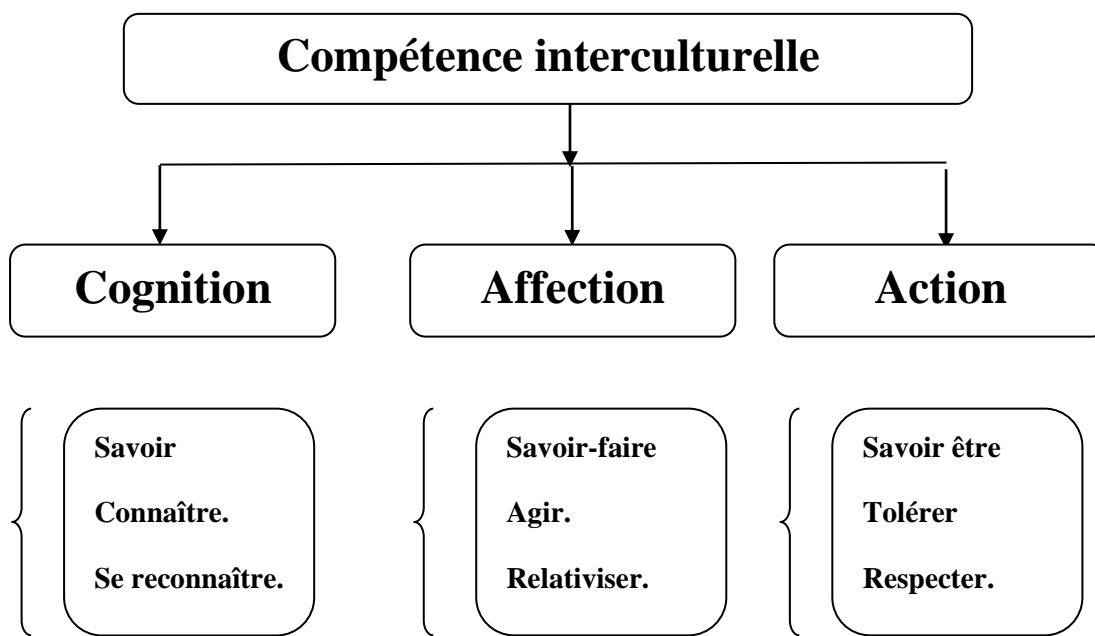 Compétence interculturelle
Cognition
Affection
Action
Savoir
Connaître.
Se reconnaître.
Savoir-faire
Agir.
Relativiser.
Savoir être
Tolérer
Respecter.